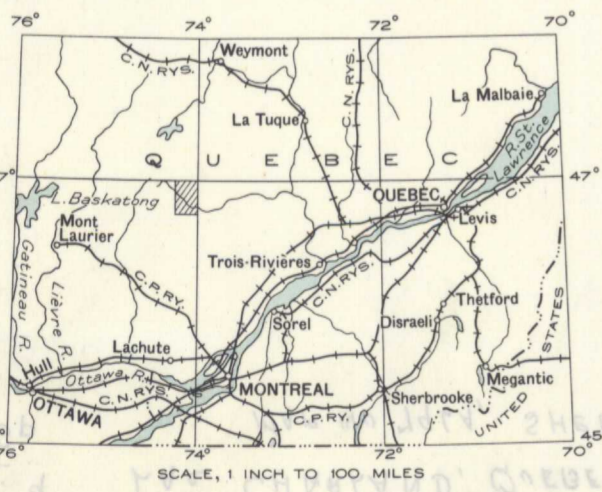 76° 74° 72° 70°
Weymont
C.N. RYS.
C.N. RYS.
La Malbaie
La Tuque
R. St. Lawrence
QUEBEC
C.N. RYS.
47° 47°
L. Baskatong
QUEBEC
Levis
Mont Laurier
Gatineau R.
Lièvre R.
C.P. RY.
Trois-Rivières
C.N. RYS.
Thetford
Sorel
Disraeli
UNITED STATES
Lachute
Hull
Ottawa R.
Megantic
OTTAWA
C.N. RYS.
MONTREAL
Sherbrooke
C.P. RY.
76° 74° 72° 70° 45°
SCALE, 1 INCH TO 100 MILES